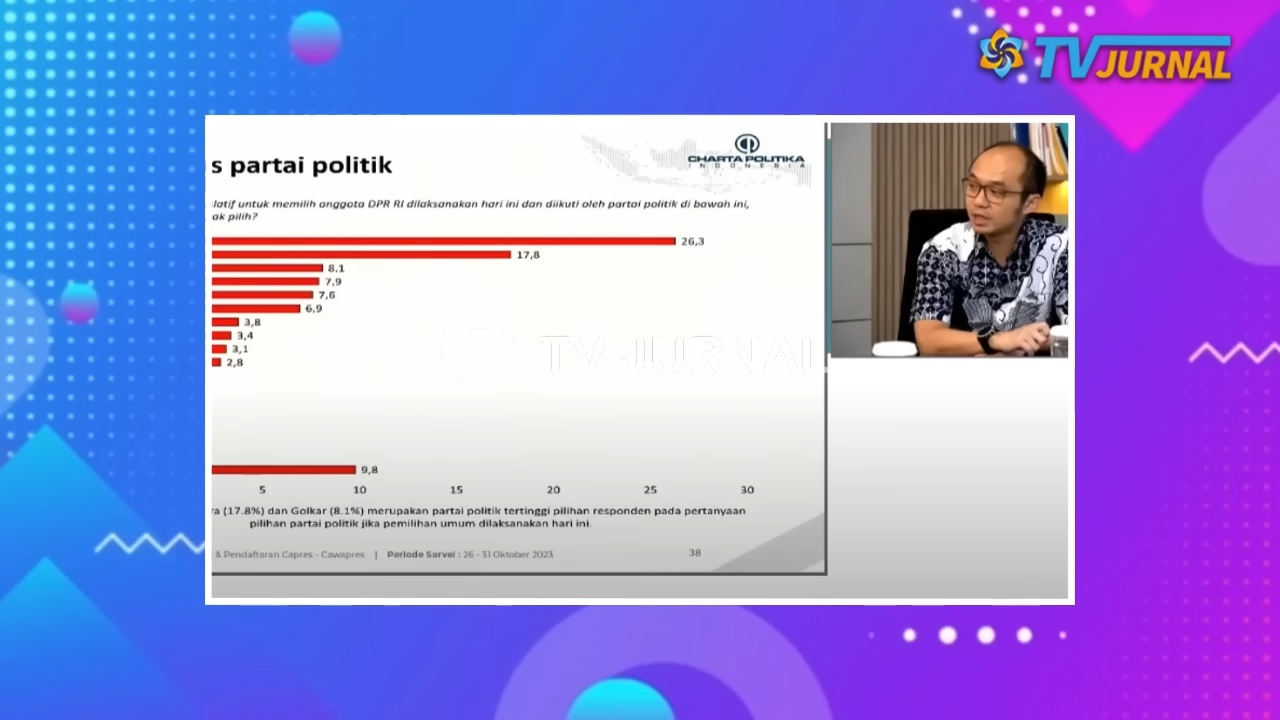 TV JURNAL
CHARTA POLITIKA
INDONESIA
s partai politik
latif untuk memilih anggota DPR RI dilaksanakan hari ini dan diikuti oleh partai politik di bawah ini,
ak pilih?
26,3
17,8
8,1
7,9
7,6
6,9
3,8
3,4
3,1
2,8
TV JURNAL
9,8
5 10 15 20 25 30
ra (17.8%) dan Golkar (8.1%) merupakan partai politik tertinggi pilihan responden pada pertanyaan
pilihan partai politik jika pemilihan umum dilaksanakan hari ini.
& Pendaftaran Capres - Cawapres | Periode Survei : 26 - 31 Oktober 2023 38